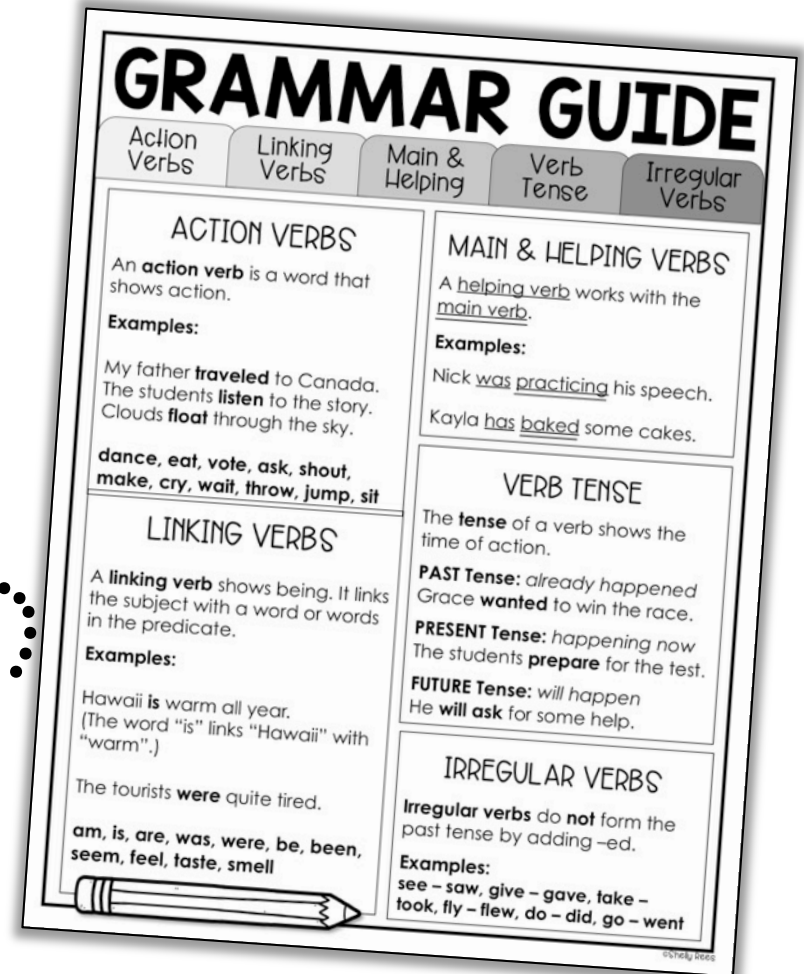 GRAMMAR GUIDE
Action
Verbs
Linking
Verbs
Main &
Helping
Verb
Tense
Irregular
Verbs
ACTION VERBS
An action verb is a word that
shows action.
Examples:
My father traveled to Canada.
The students listen to the story.
Clouds float through the sky.
dance, eat, vote, ask, shout,
make, cry, wait, throw, jump, sit
LINKING VERBS
A linking verb shows being. It links
the subject with a word or words
in the predicate.
Examples:
Hawaii is warm all year.
(The word “is” links “Hawaii” with
“warm”.)
The tourists were quite tired.
am, is, are, was, were, be, been,
seem, feel, taste, smell
MAIN & HELPING VERBS
A helping verb works with the
main verb.
Examples:
Nick was practicing his speech.
Kayla has baked some cakes.
VERB TENSE
The tense of a verb shows the
time of action.
PAST Tense: already happened
Grace wanted to win the race.
PRESENT Tense: happening now
The students prepare for the test.
FUTURE Tense: will happen
He will ask for some help.
IRREGULAR VERBS
Irregular verbs do not form the
past tense by adding –ed.
Examples:
see – saw, give – gave, take –
took, fly – flew, do – did, go – went
©Shelly Rees